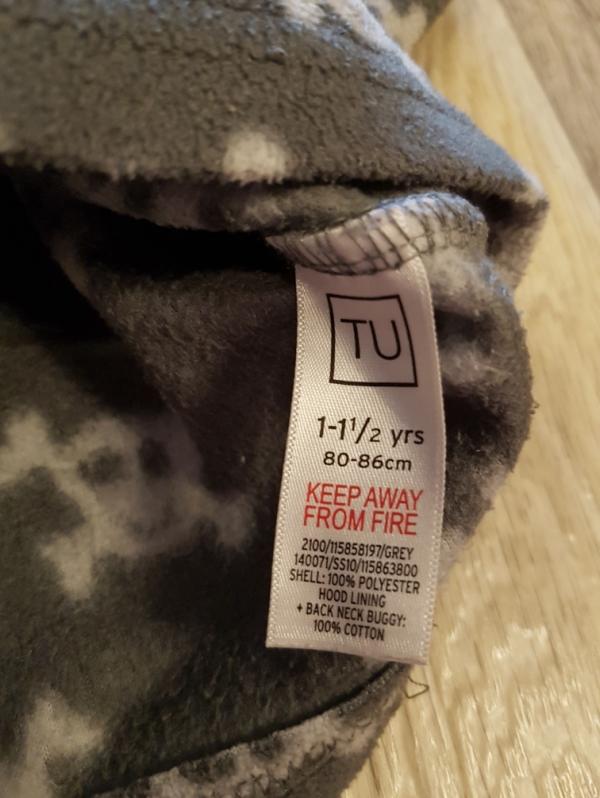 TU
1-1½ yrs
80-86cm
KEEP AWAY
FROM FIRE
2100/115858197/GREY
140071/SS10/115863800
SHELL: 100% POLYESTER
HOOD LINING
+ BACK NECK BUGGY:
100% COTTON